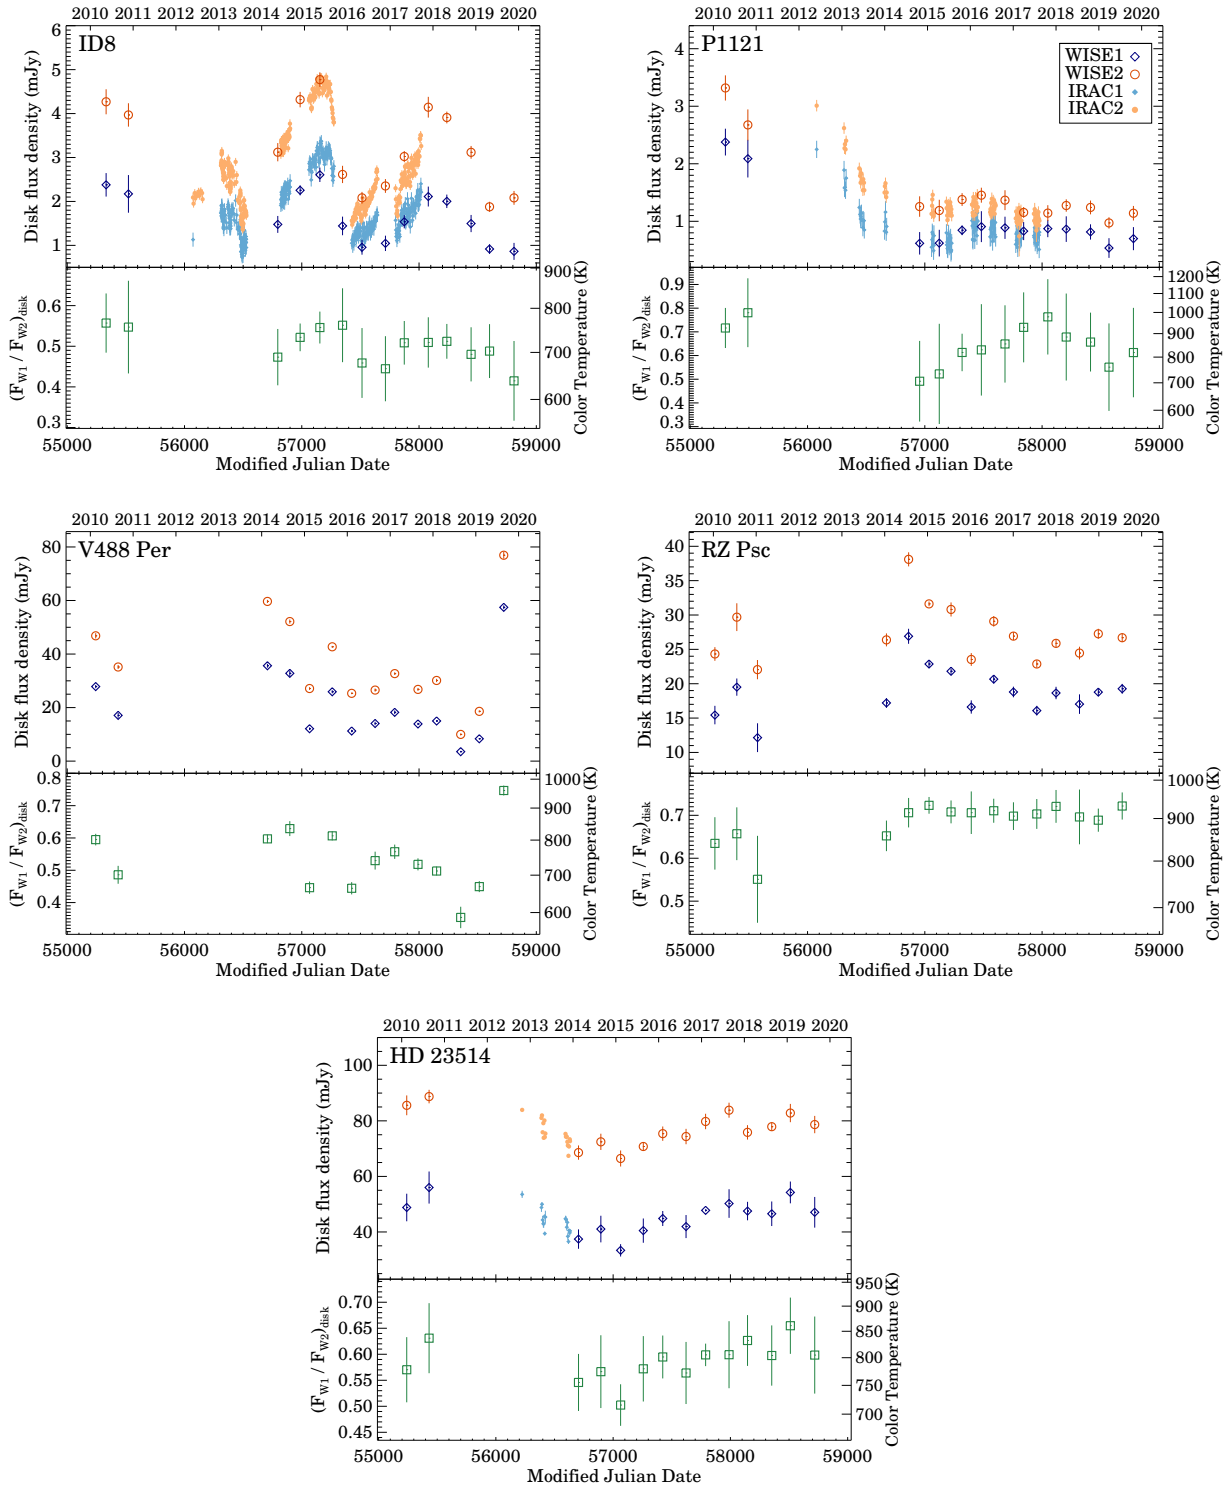 2010 2011 2012 2013 2014 2015 2016 2017 2018 2019 2020
ID8
Disk flux density (mJy)
6
5
4
3
2
1
(F_W1 / F_W2)_disk
0.6
0.5
0.4
0.3
900
800
700
600
Color Temperature (K)
55000 56000 57000 58000 59000
Modified Julian Date
2010 2011 2012 2013 2014 2015 2016 2017 2018 2019 2020
P1121
WISE1
WISE2
IRAC1
IRAC2
Disk flux density (mJy)
4
3
2
1
(F_W1 / F_W2)_disk
0.9
0.8
0.7
0.6
0.5
0.4
0.3
1200
1100
1000
900
800
700
600
Color Temperature (K)
55000 56000 57000 58000 59000
Modified Julian Date
2010 2011 2012 2013 2014 2015 2016 2017 2018 2019 2020
V488 Per
Disk flux density (mJy)
80
60
40
20
0
(F_W1 / F_W2)_disk
0.8
0.7
0.6
0.5
0.4
1000
900
800
700
600
Color Temperature (K)
55000 56000 57000 58000 59000
Modified Julian Date
2010 2011 2012 2013 2014 2015 2016 2017 2018 2019 2020
RZ Psc
Disk flux density (mJy)
40
35
30
25
20
15
10
(F_W1 / F_W2)_disk
0.7
0.6
0.5
1000
900
800
700
Color Temperature (K)
55000 56000 57000 58000 59000
Modified Julian Date
2010 2011 2012 2013 2014 2015 2016 2017 2018 2019 2020
HD 23514
Disk flux density (mJy)
100
80
60
40
(F_W1 / F_W2)_disk
0.70
0.65
0.60
0.55
0.50
0.45
950
900
850
800
750
700
Color Temperature (K)
55000 56000 57000 58000 59000
Modified Julian Date